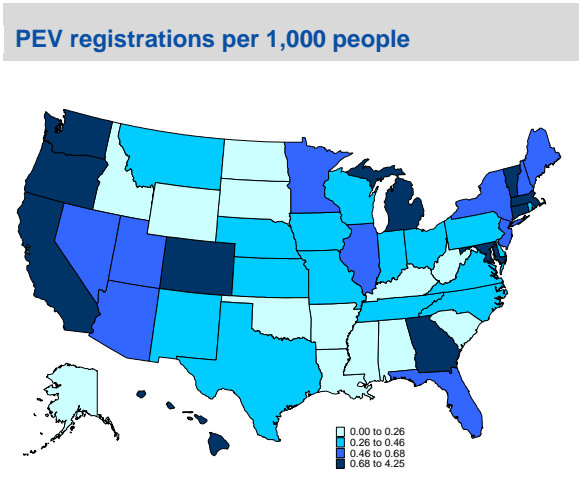 PEV registrations per 1,000 people
0.00 to 0.26
0.26 to 0.46
0.46 to 0.68
0.68 to 4.25